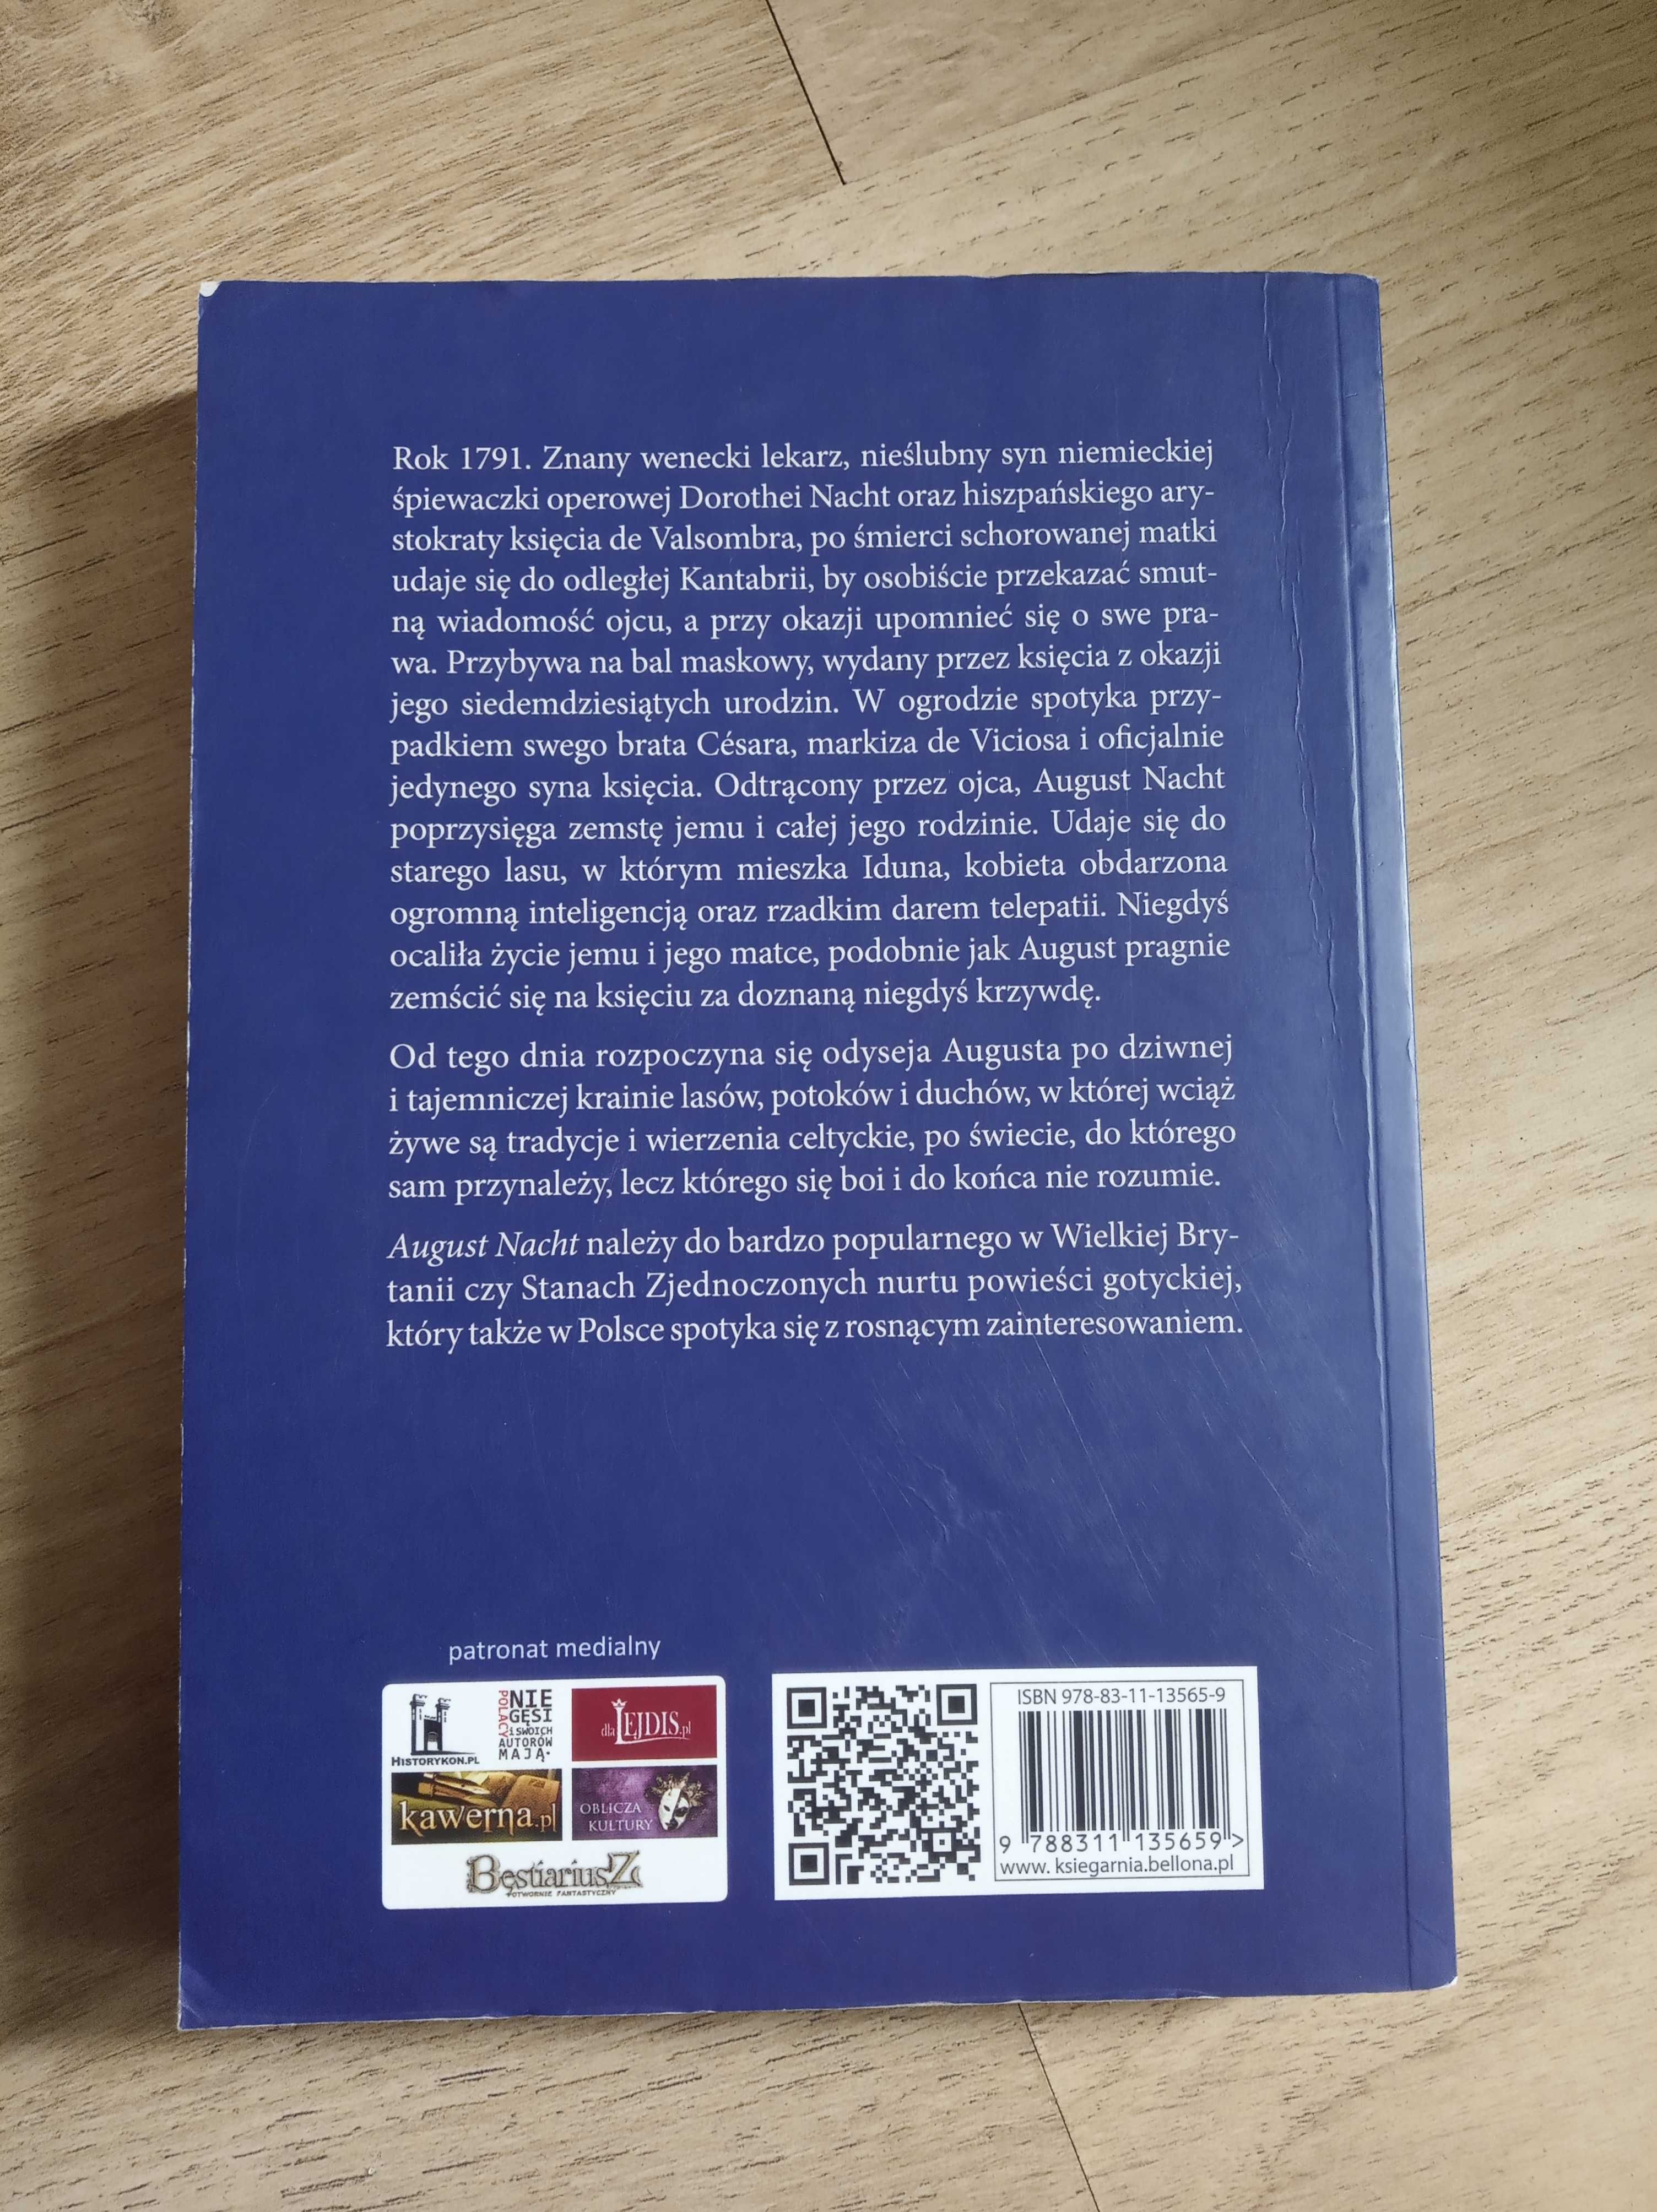 Rok 1791. Znany wenecki lekarz, nieślubny syn niemieckiej
śpiewaczki operowej Dorothei Nacht oraz hiszpańskiego ary-
stokraty księcia de Valsombra, po śmierci schorowanej matki
udaje się do odległej Kantabrii, by osobiście przekazać smut-
ną wiadomość ojcu, a przy okazji upomnieć się o swe pra-
wa. Przybywa na bal maskowy, wydany przez księcia z okazji
jego siedemdziesiątych urodzin. W ogrodzie spotyka przy-
padkiem swego brata Césara, markiza de Viciosa i oficjalnie
jedynego syna księcia. Odtrącony przez ojca, August Nacht
poprzysięga zemstę jemu i całej jego rodzinie. Udaje się do
starego lasu, w którym mieszka Iduna, kobieta obdarzona
ogromną inteligencją oraz rzadkim darem telepatii. Niegdyś
ocaliła życie jemu i jego matce, podobnie jak August pragnie
zemścić się na księciu za doznaną niegdyś krzywdę.
Od tego dnia rozpoczyna się odyseja Augusta po dziwnej
i tajemniczej krainie lasów, potoków i duchów, w której wciąż
żywe są tradycje i wierzenia celtyckie, po świecie, do którego
sam przynależy, lecz którego się boi i do końca nie rozumie.
August Nacht należy do bardzo popularnego w Wielkiej Bry-
tanii czy Stanach Zjednoczonych nurtu powieści gotyckiej,
który także w Polsce spotyka się z rosnącym zainteresowaniem.
patronat medialny
HISTORYKON.PL
POLACY
NIE
GĘSI
i SWOICH
AUTORÓW
MAJĄ
dla LEJDIS.pl
kawerna.pl
OBLICZA
KULTURY
BestiariusZ
POTWORNIE FANTASTYCZNY
ISBN 978-83-11-13565-9
9 788311 135659 >
www. ksiegarnia.bellona.pl